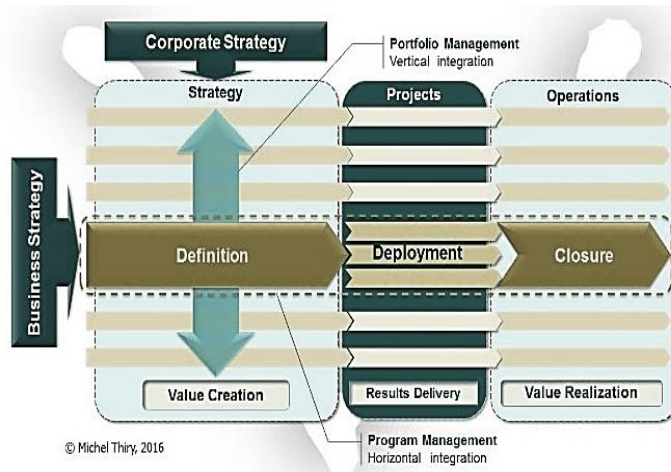 Corporate Strategy
Portfolio Management
Vertical integration
Strategy
Projects
Operations
Business Strategy
Definition
Deployment
Closure
Value Creation
Results Delivery
Value Realization
© Michel Thiry, 2016
Program Management
Horizontal integration